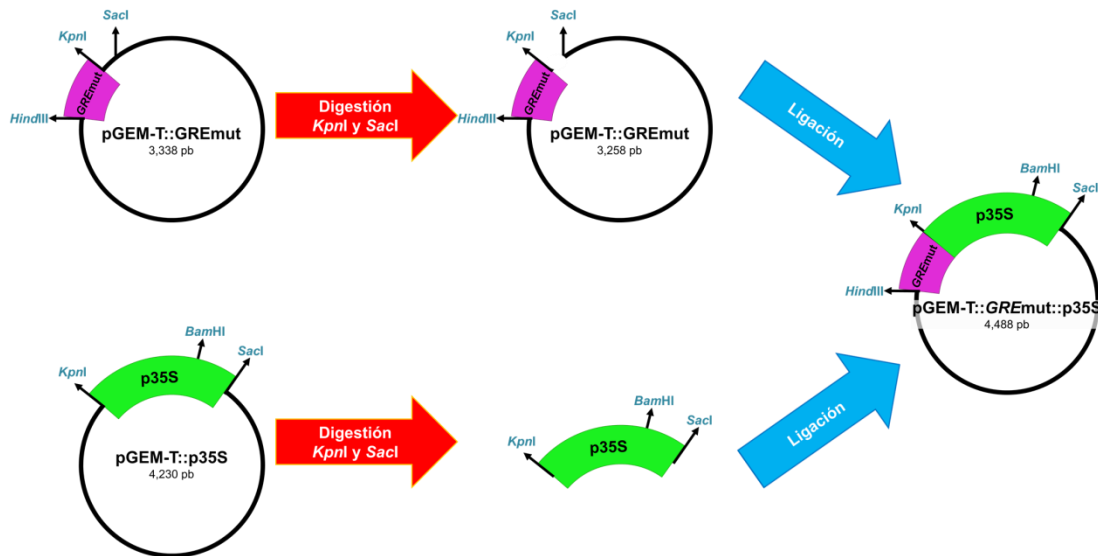 SacI
KpnI
GREmut
HindIII
pGEM-T::GREmut
3,338 pb
Digestión
KpnI y SacI
SacI
KpnI
GREmut
HindIII
pGEM-T::GREmut
3,258 pb
Ligación
BamHI
SacI
KpnI
p35S
GREmut
HindIII
pGEM-T::GREmut::p35S
4,488 pb
BamHI
SacI
KpnI
p35S
pGEM-T::p35S
4,230 pb
Digestión
KpnI y SacI
BamHI
SacI
KpnI
p35S
Ligación